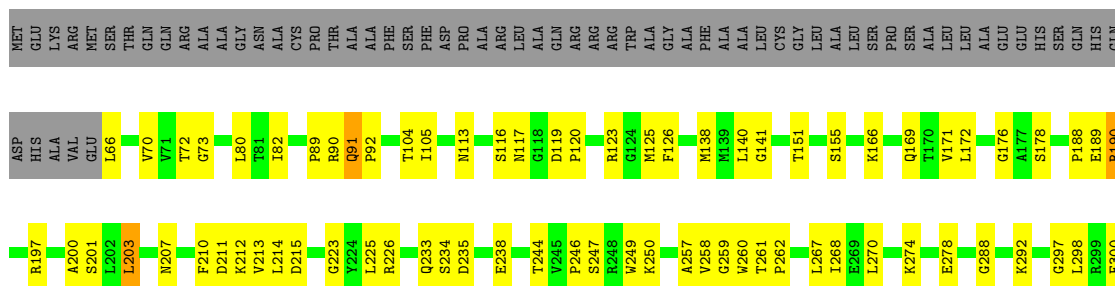 MET GLU LYS ARG MET SER THR GLN GLN ARG ALA ALA GLY ASN ALA CYS PRO THR ALA ALA PHE SER PHE ASP PRO ALA ARG LEU ALA GLN ARG ARG ARG TRP ALA GLY ALA PHE ALA ALA LEU CYS GLY LEU ALA LEU SER PRO SER ALA LEU LEU ALA GLU GLU HIS SER GLN HIS GLN
ASP HIS ALA VAL GLU L66 V70 V71 T72 G73 L80 T81 I82 P89 R90 Q91 P92 T104 I105 N113 S116 N117 G118 D119 P120 R123 G124 M125 F126 M138 M139 L140 G141 T151 S155 K166 Q169 T170 V171 L172 G176 A177 S178 P188 E189
R197 A200 S201 L202 L203 N207 F210 D211 K212 V213 L214 D215 G223 Y224 L225 R226 Q233 S234 D235 E238 T244 V245 P246 S247 R248 W249 K250 A257 V258 G259 W260 T261 P262 L267 I268 E269 L270 K274 E278 G288 K292 G297 L298 R299